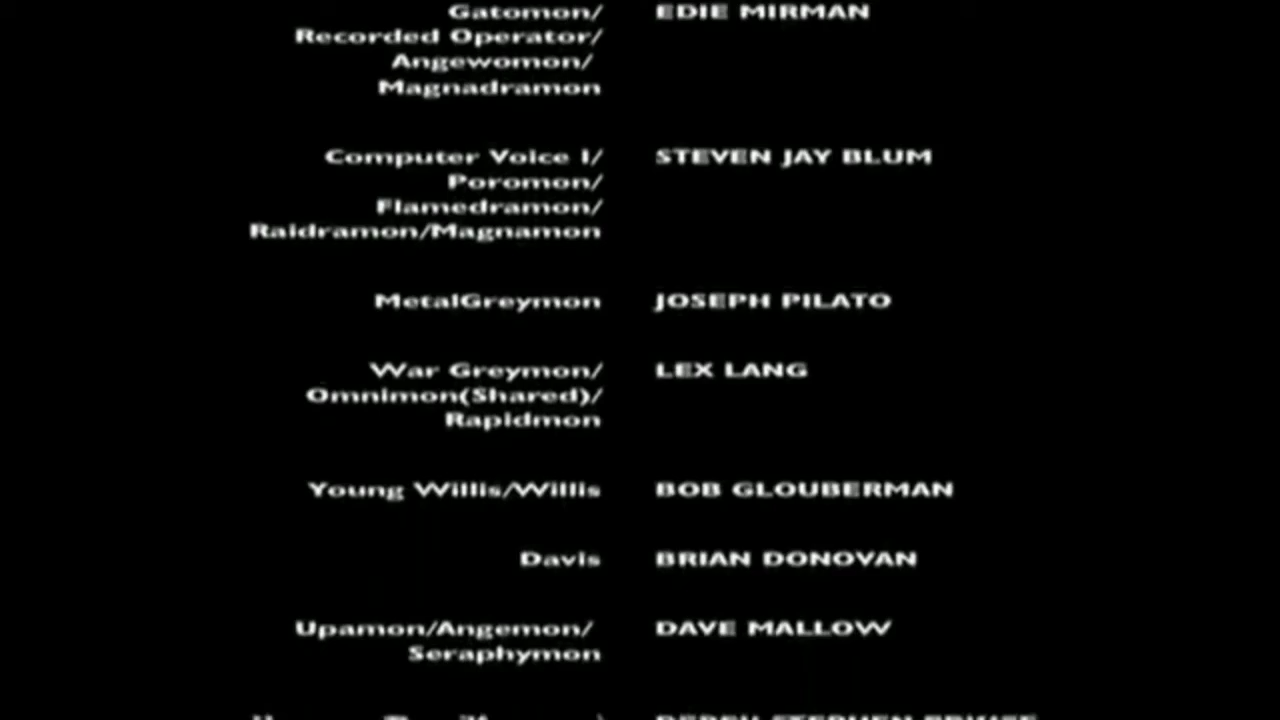 Gatomon/ EDIE MIRMAN
Recorded Operator/
Angewomon/
Magnadramon
Computer Voice I/ STEVEN JAY BLUM
Poromon/
Flamedramon/
Raidramon/Magnamon
MetalGreymon JOSEPH PILATO
War Greymon/ LEX LANG
Omnimon(Shared)/
Rapidmon
Young Willis/Willis BOB GLOUBERMAN
Davis BRIAN DONOVAN
Upamon/Angemon/ DAVE MALLOW
Seraphymon